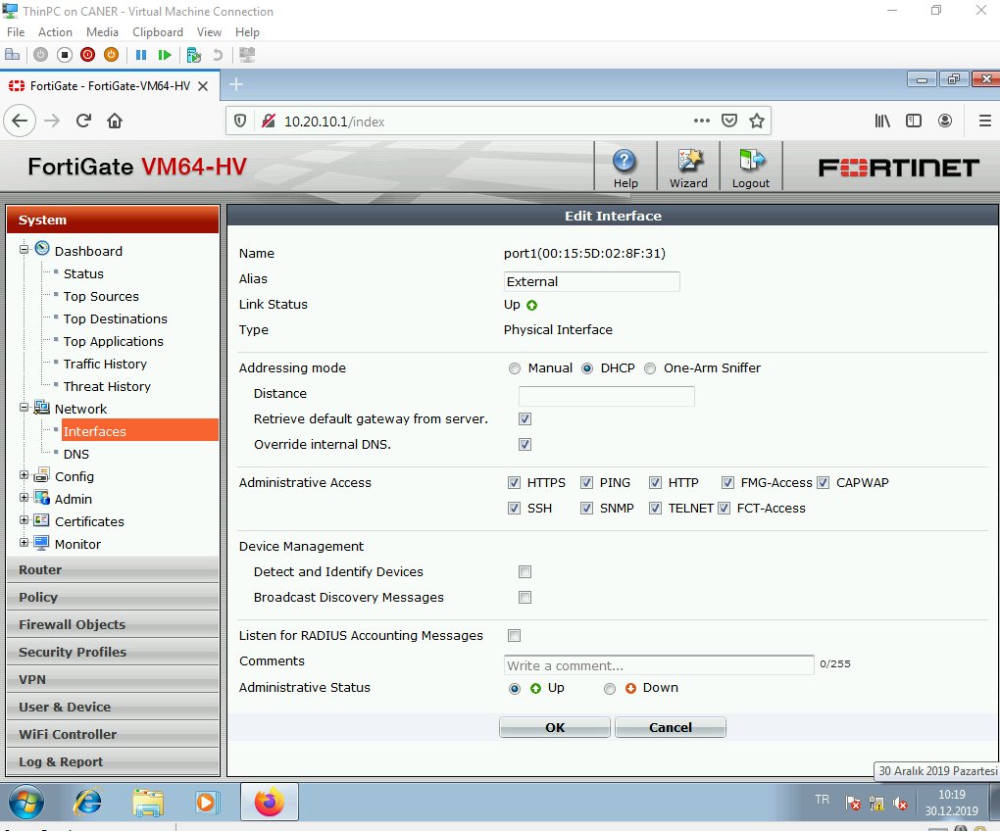 ThinPC on CANER - Virtual Machine Connection
File Action Media Clipboard View Help
FortiGate - FortiGate-VM64-HV
10.20.10.1/index
FortiGate VM64-HV
Help Wizard Logout
FORTINET
System
Dashboard
Status
Top Sources
Top Destinations
Top Applications
Traffic History
Threat History
Network
Interfaces
DNS
Config
Admin
Certificates
Monitor
Router
Policy
Firewall Objects
Security Profiles
VPN
User & Device
WiFi Controller
Log & Report
Edit Interface
Name port1(00:15:5D:02:8F:31)
Alias External
Link Status Up
Type Physical Interface
Addressing mode Manual DHCP One-Arm Sniffer
Distance
Retrieve default gateway from server.
Override internal DNS.
Administrative Access HTTPS PING HTTP FMG-Access CAPWAP
SSH SNMP TELNET FCT-Access
Device Management
Detect and Identify Devices
Broadcast Discovery Messages
Listen for RADIUS Accounting Messages
Comments Write a comment... 0/255
Administrative Status Up Down
OK Cancel
30 Aralık 2019 Pazartesi
TR 10:19
30.12.2019